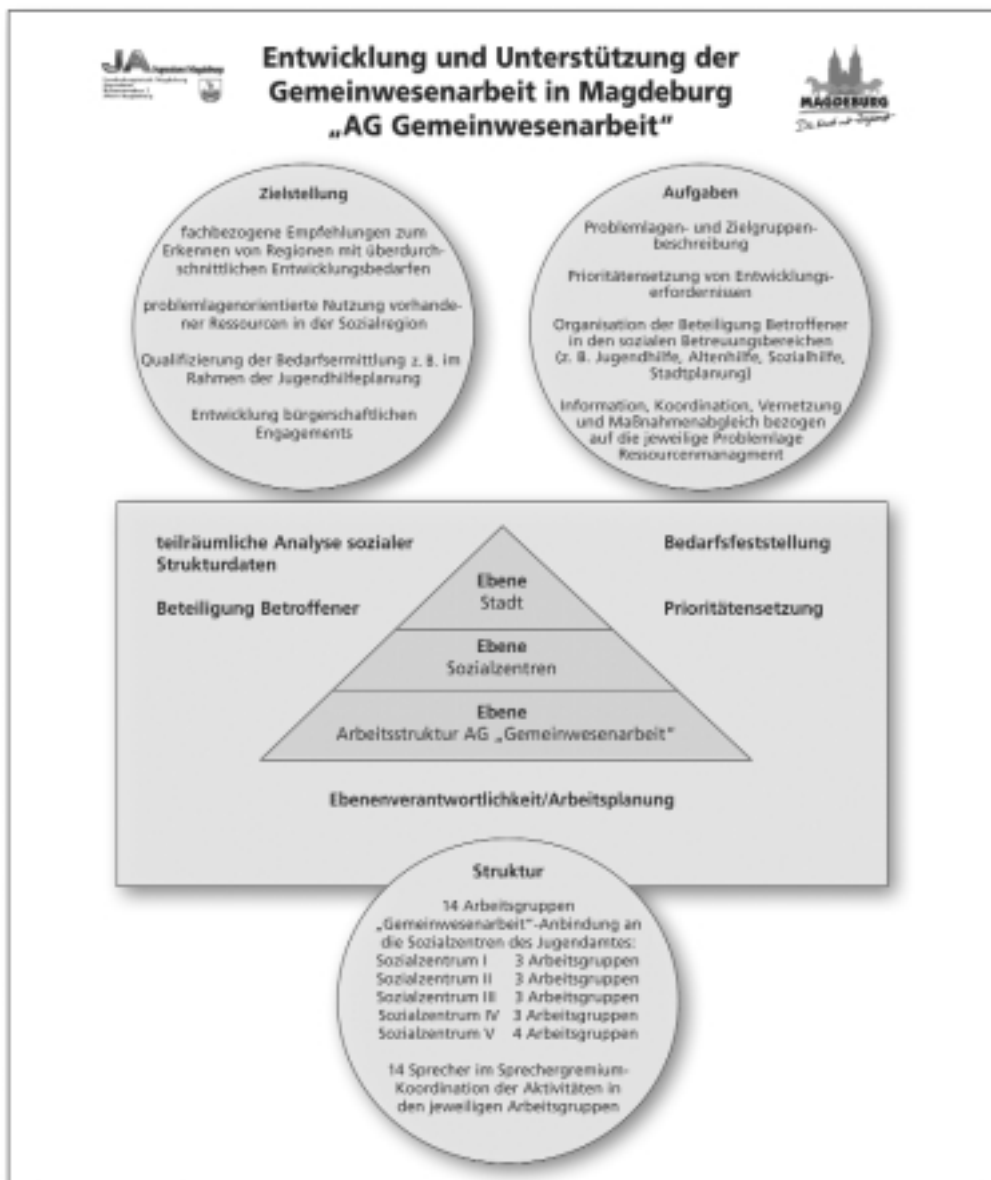 JA Jugendamt Magdeburg
Landeshauptstadt Magdeburg
Entwicklung und Unterstützung der
Gemeinwesenarbeit in Magdeburg
„AG Gemeinwesenarbeit“
MAGDEBURG
Zielstellung
fachbezogene Empfehlungen zum
Erkennen von Regionen mit überdurch-
schnittlichen Entwicklungsbedarfen
problemlagenorientierte Nutzung vorhande-
ner Ressourcen in der Sozialregion
Qualifizierung der Bedarfsermittlung z. B. im
Rahmen der Jugendhilfeplanung
Entwicklung bürgerschaftlichen
Engagements
Aufgaben
Problemlagen- und Zielgruppen-
beschreibung
Prioritätensetzung von Entwicklungs-
erfordernissen
Organisation der Beteiligung Betroffener
in den sozialen Betreuungsbereichen
(z. B. Jugendhilfe, Altenhilfe, Sozialhilfe,
Stadtplanung)
Information, Koordination, Vernetzung
und Maßnahmenabgleich bezogen
auf die jeweilige Problemlage
Ressourcenmanagment
teilräumliche Analyse sozialer
Strukturdaten
Beteiligung Betroffener
Bedarfsfeststellung
Prioritätensetzung
Ebene
Stadt
Ebene
Sozialzentren
Ebene
Arbeitsstruktur AG „Gemeinwesenarbeit“
Ebenenverantwortlichkeit/Arbeitsplanung
Struktur
14 Arbeitsgruppen
„Gemeinwesenarbeit“-Anbindung an
die Sozialzentren des Jugendamtes:
Sozialzentrum I 3 Arbeitsgruppen
Sozialzentrum II 3 Arbeitsgruppen
Sozialzentrum III 3 Arbeitsgruppen
Sozialzentrum IV 3 Arbeitsgruppen
Sozialzentrum V 4 Arbeitsgruppen
14 Sprecher im Sprechergremium-
Koordination der Aktivitäten in
den jeweiligen Arbeitsgruppen